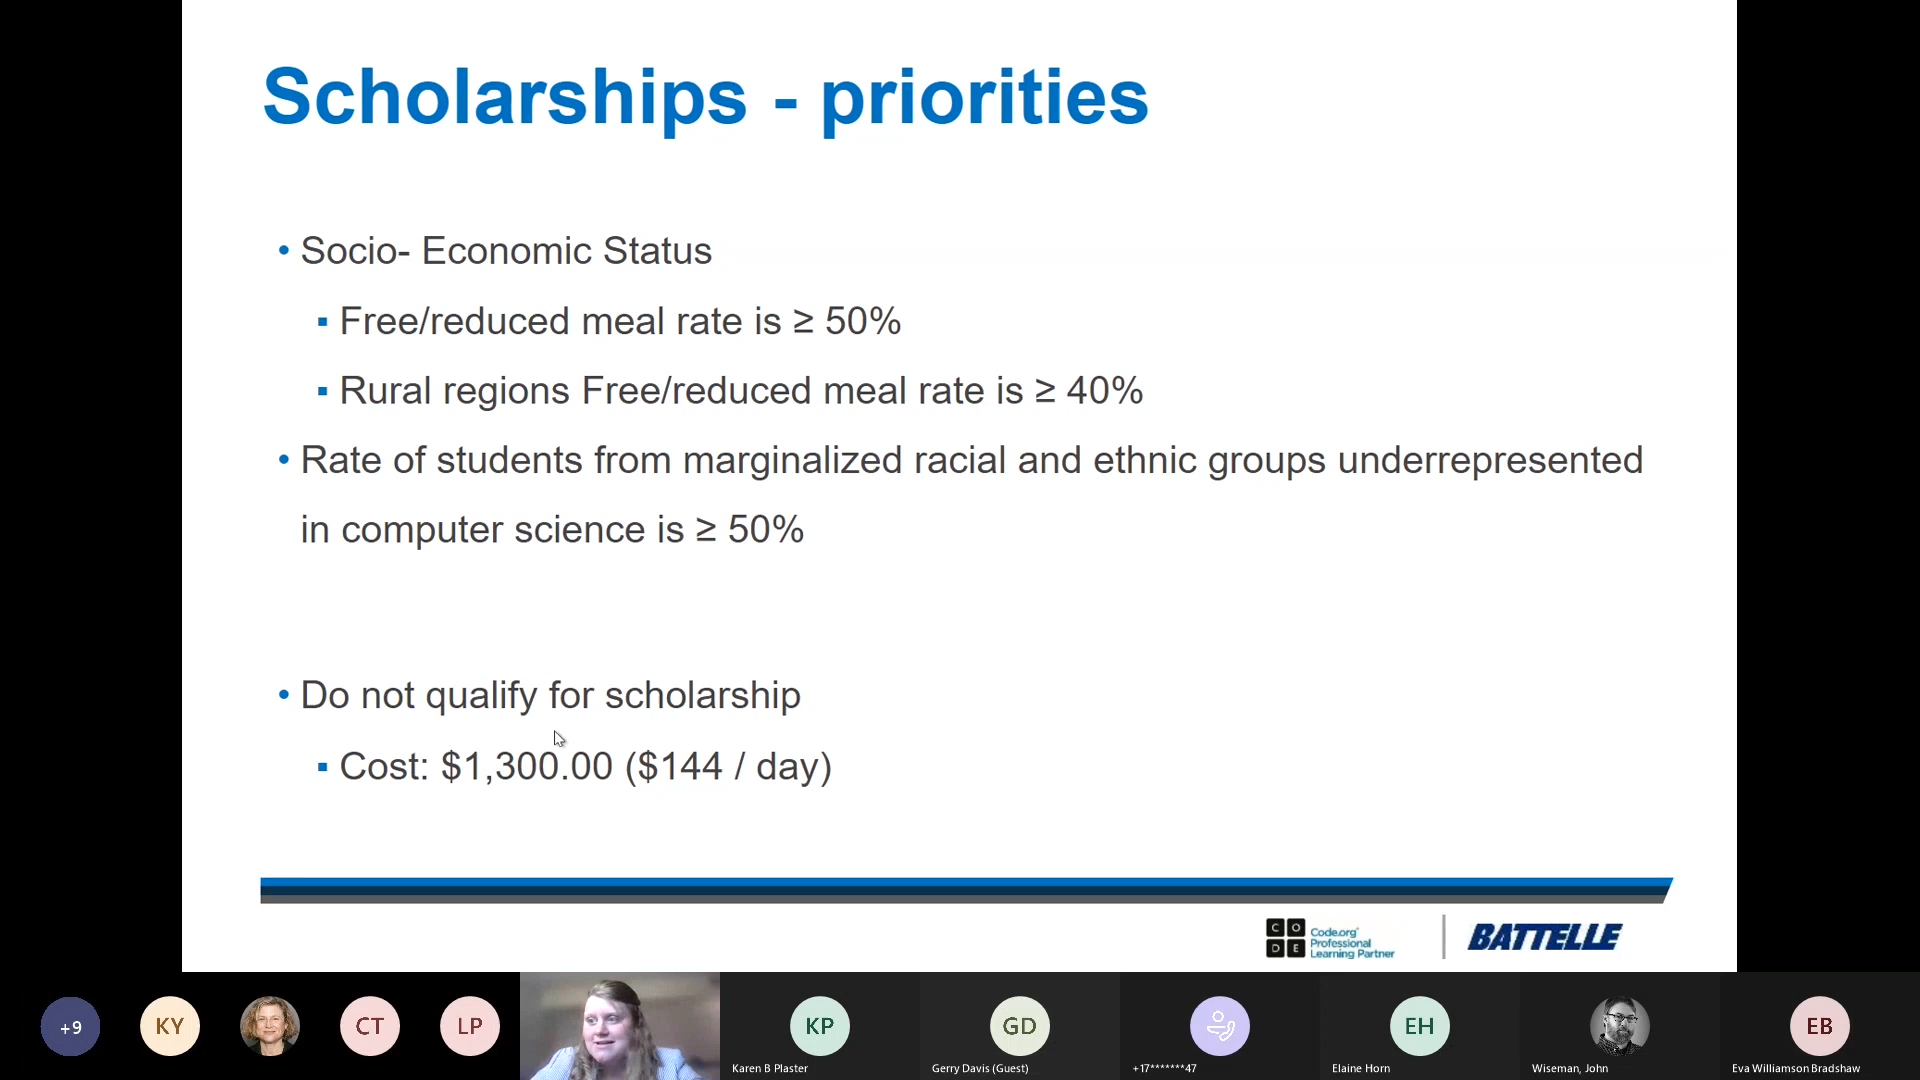 Scholarships - priorities
• Socio- Economic Status
▪ Free/reduced meal rate is ≥ 50%
▪ Rural regions Free/reduced meal rate is ≥ 40%
• Rate of students from marginalized racial and ethnic groups underrepresented
in computer science is ≥ 50%
• Do not qualify for scholarship
▪ Cost: $1,300.00 ($144 / day)
C O
D E
Code.org®
Professional
Learning Partner
BATTELLE
+9
KY
CT
LP
KP
GD
EH
EB
Karen B Plaster
Gerry Davis (Guest)
+17*******47
Elaine Horn
Wiseman, John
Eva Williamson Bradshaw